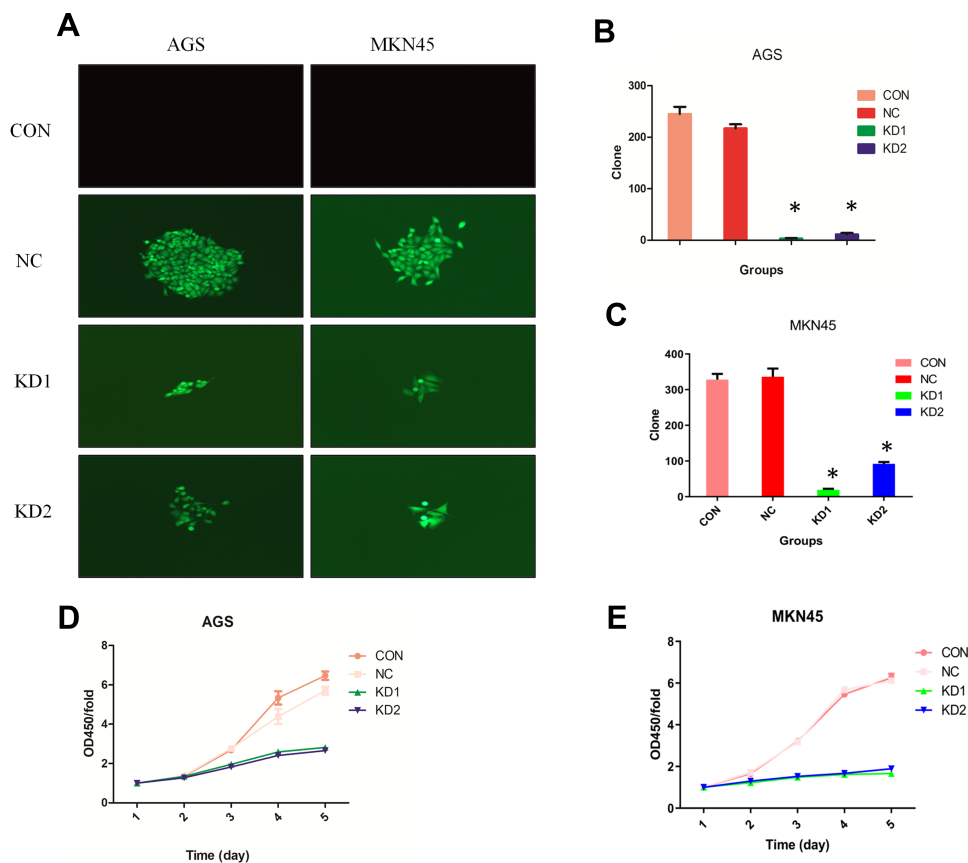 A
AGS
MKN45
CON
NC
KD1
KD2
B
AGS
300
200
100
0
Clone
*
*
Groups
CON
NC
KD1
KD2
C
MKN45
400
300
200
100
0
Clone
*
*
CON
NC
KD1
KD2
Groups
CON
NC
KD1
KD2
D
AGS
8
6
4
2
0
OD450/fold
1
2
3
4
5
Time (day)
CON
NC
KD1
KD2
E
MKN45
8
6
4
2
0
OD450/fold
1
2
3
4
5
Time (day)
CON
NC
KD1
KD2